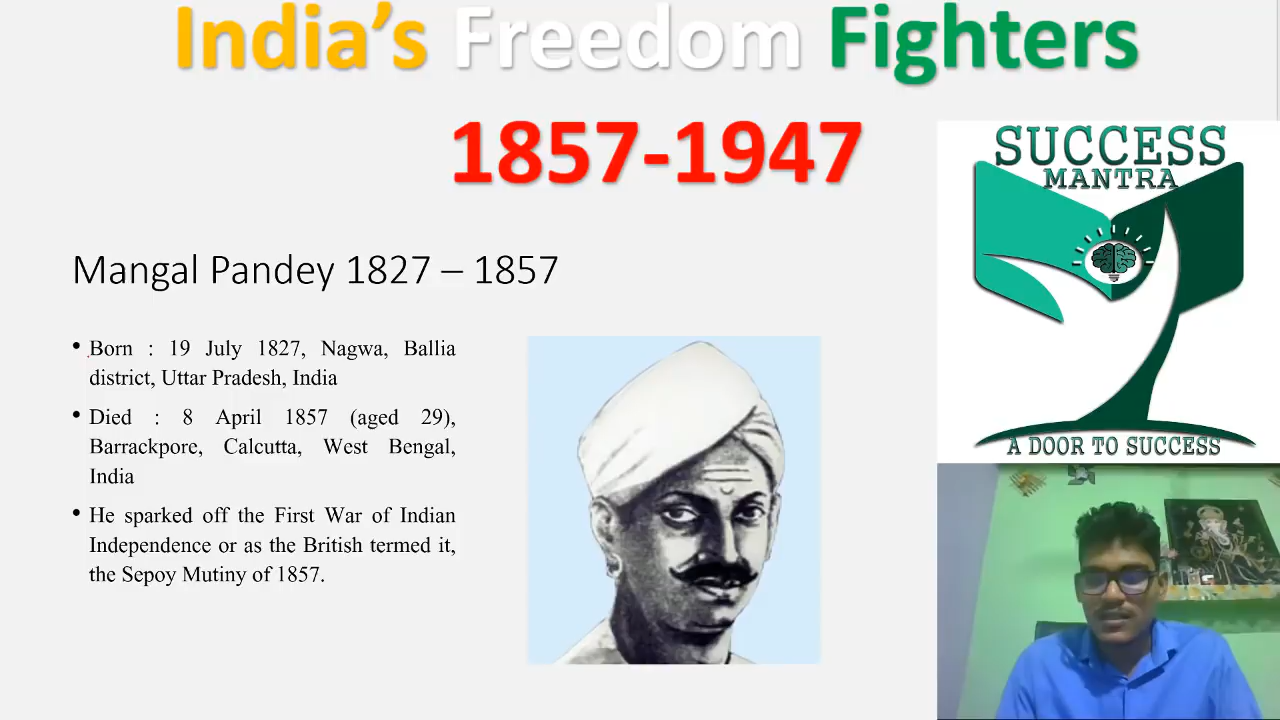 India’s Freedom Fighters
1857-1947
Mangal Pandey 1827 – 1857
• Born : 19 July 1827, Nagwa, Ballia
district, Uttar Pradesh, India
• Died : 8 April 1857 (aged 29),
Barrackpore, Calcutta, West Bengal,
India
• He sparked off the First War of Indian
Independence or as the British termed it,
the Sepoy Mutiny of 1857.
SUCCESS
MANTRA
A DOOR TO SUCCESS